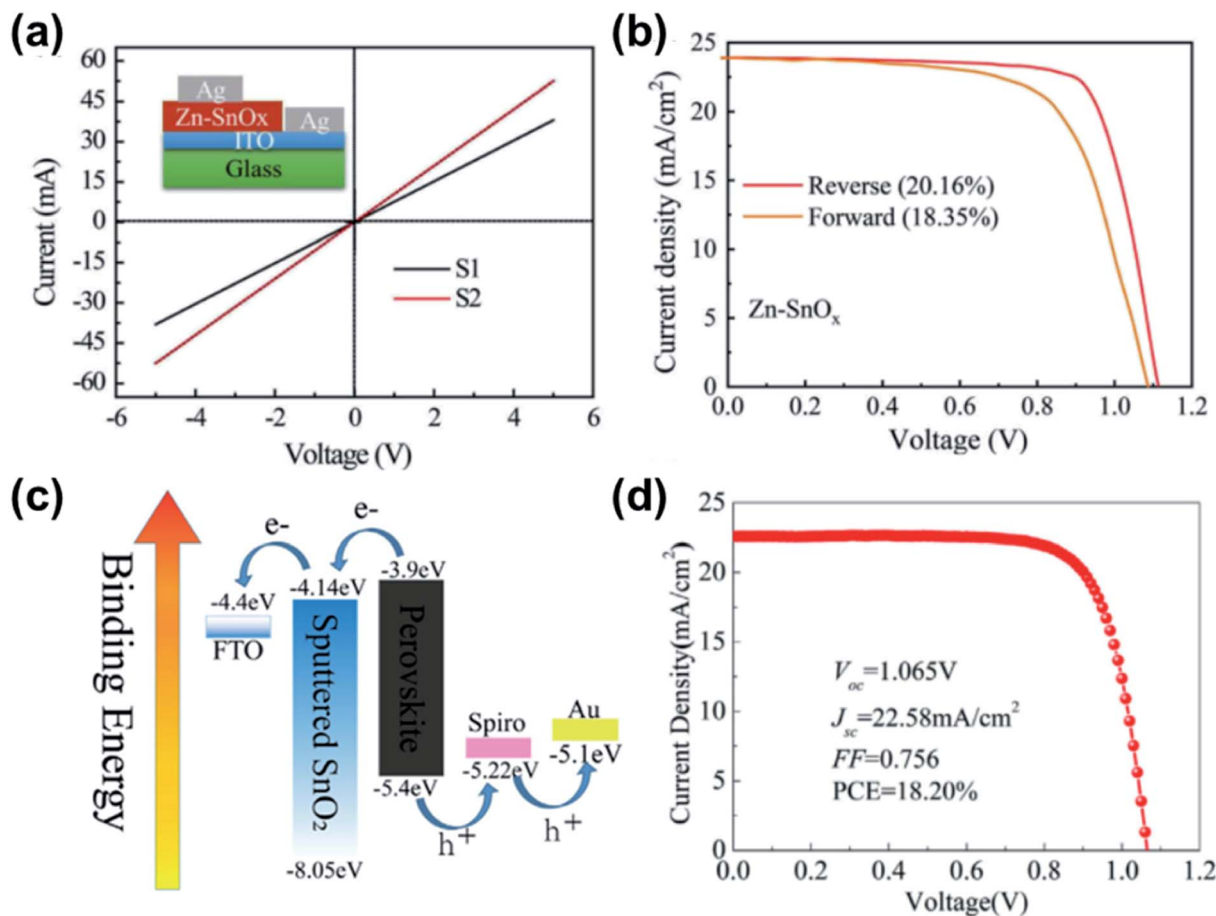 (a)
60
45
30
15
0
-15
-30
-45
-60
Current (mA)
Ag
Zn-SnOx
Ag
ITO
Glass
S1
S2
-6
-4
-2
0
2
4
6
Voltage (V)
(b)
25
20
15
10
5
0
Current density (mA/cm²)
Reverse (20.16%)
Forward (18.35%)
Zn-SnOₓ
0.0
0.2
0.4
0.6
0.8
1.0
1.2
Voltage (V)
(c)
Binding Energy
e-
e-
-4.4eV
FTO
-4.14eV
Sputtered SnO₂
-8.05eV
-3.9eV
Perovskite
-5.4eV
Spiro
-5.22eV
Au
-5.1eV
h⁺
h⁺
(d)
25
20
15
10
5
0
Current Density(mA/cm²
V_oc=1.065V
J_sc=22.58mA/cm²
FF=0.756
PCE=18.20%
0.0
0.2
0.4
0.6
0.8
1.0
1.2
Voltage(V)